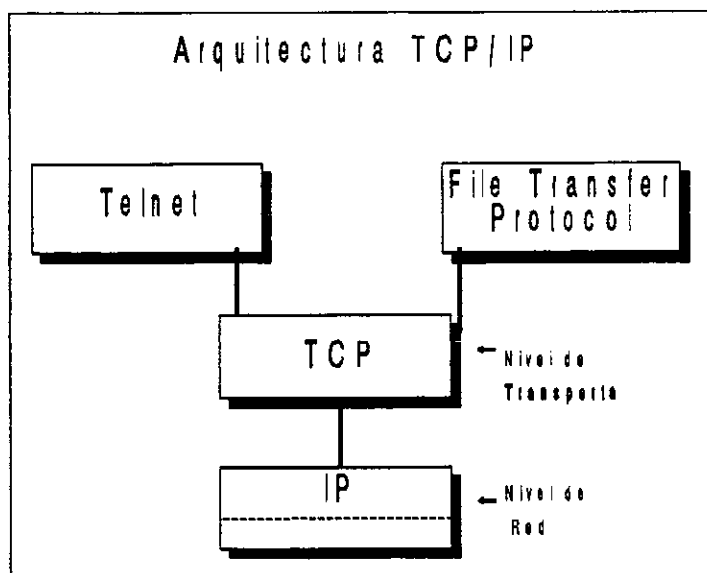 Arquitectura TCP/IP
Telnet
File Transfer
Protocol
TCP
Nivel de
Transporte
IP
Nivel de
Red